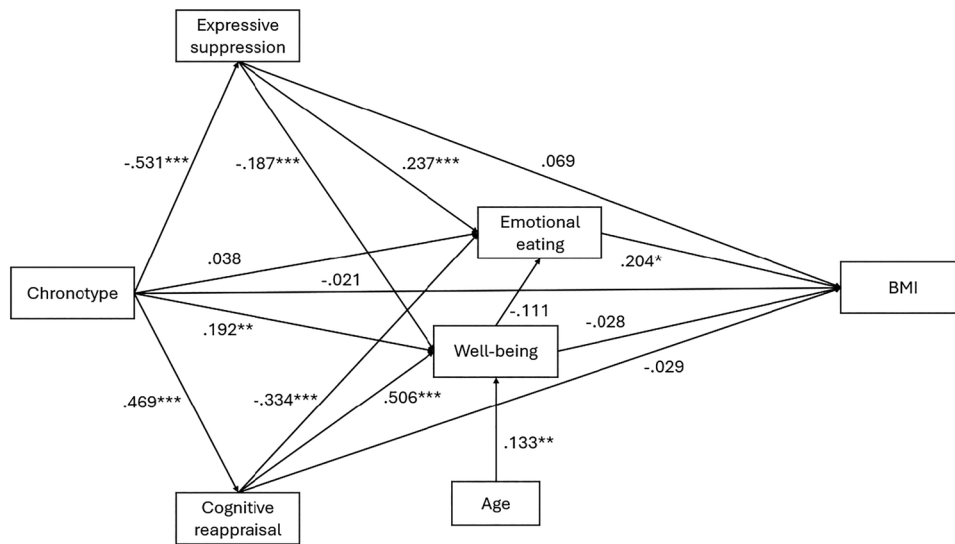 Expressive
suppression
-.531***
-.187***
.237***
.069
Emotional
eating
.038
.204*
-.021
Chronotype
BMI
-.111
-.028
.192**
Well-being
-.029
.469***
-.334***
.506***
.133**
Age
Cognitive
reappraisal